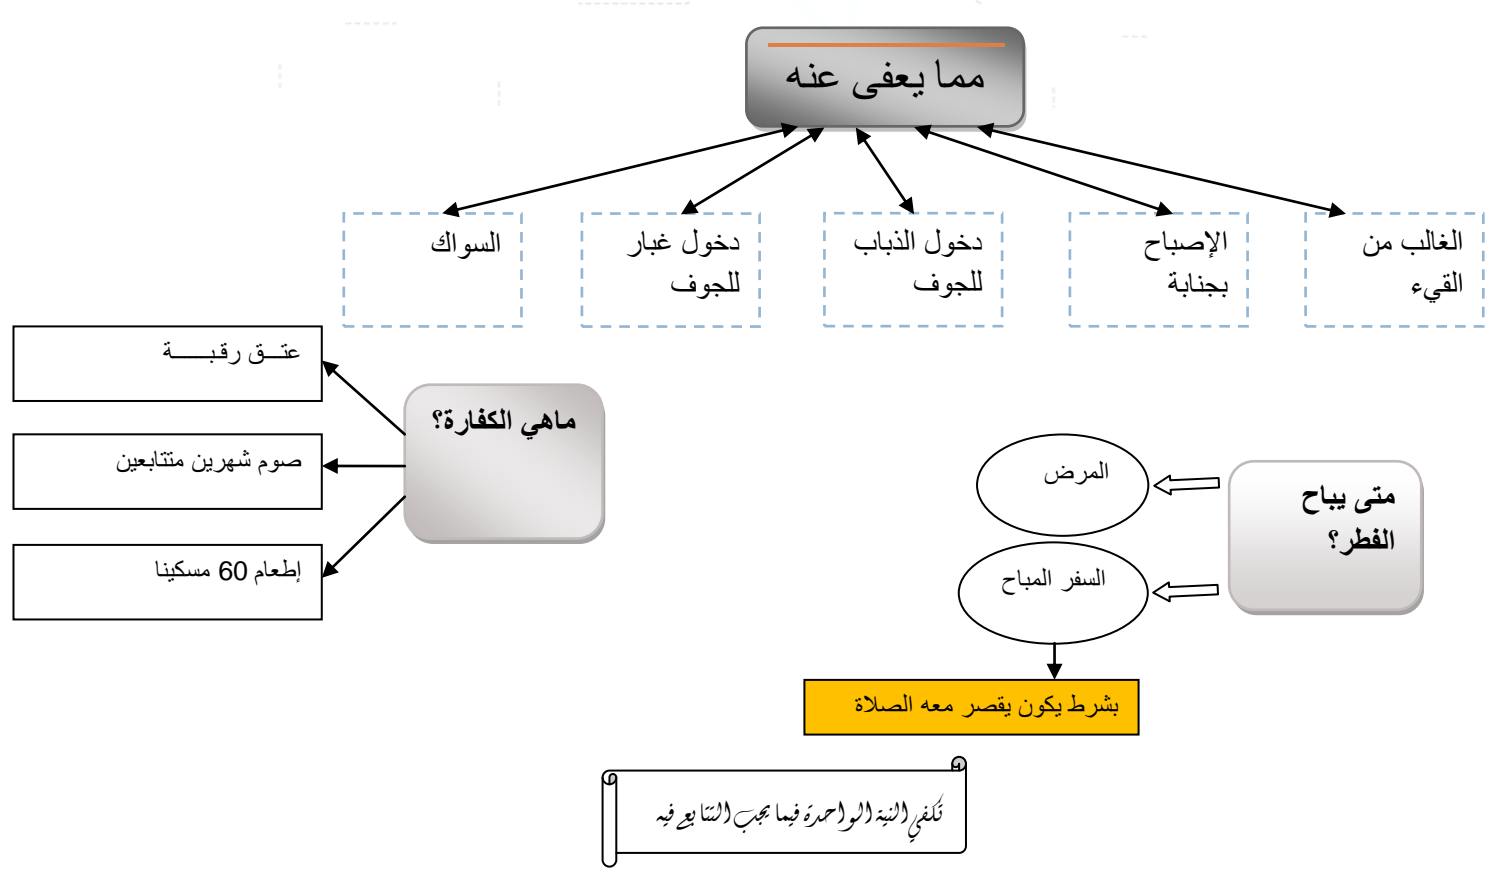 مما يعفى عنه
الغالب من
القيء
الإصباح
بجنابة
دخول الذباب
للجوف
دخول غبار
للجوف
السواك
متى يباح
الفطر؟
المرض
السفر المباح
بشرط يكون يقصر معه الصلاة
ماهي الكفارة؟
عتــق رقبــــــة
صوم شهرين متتابعين
إطعام 60 مسكينا
تكفي النية الواحدة فيما يجب التتابع فيه